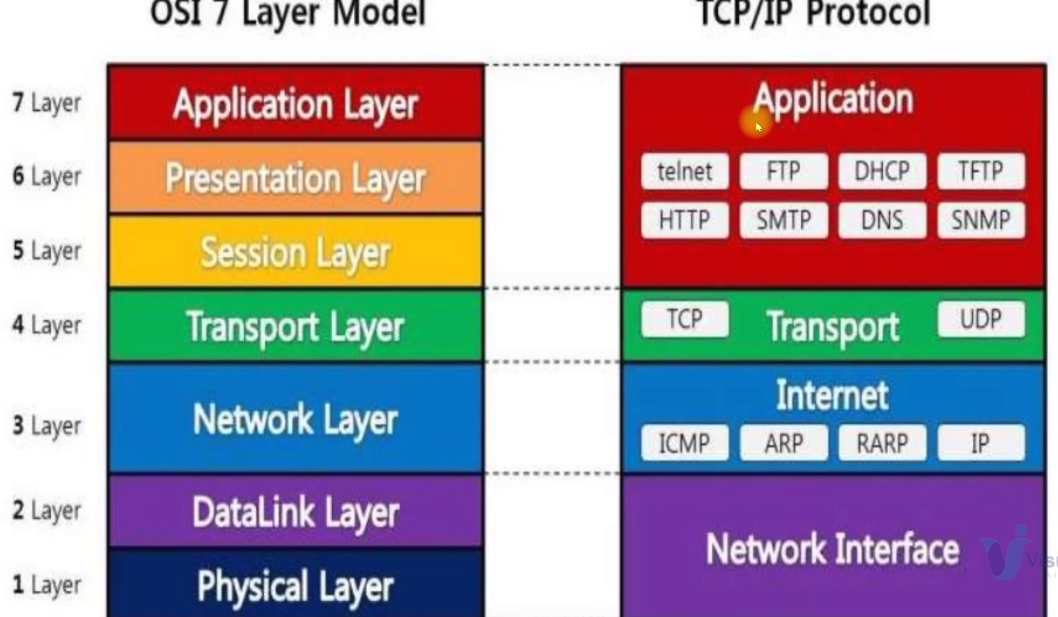 OSI 7 Layer Model
TCP/IP Protocol
7 Layer
Application Layer
6 Layer
Presentation Layer
5 Layer
Session Layer
4 Layer
Transport Layer
3 Layer
Network Layer
2 Layer
DataLink Layer
1 Layer
Physical Layer
Application
telnet FTP DHCP TFTP
HTTP SMTP DNS SNMP
TCP Transport UDP
Internet
ICMP ARP RARP IP
Network Interface